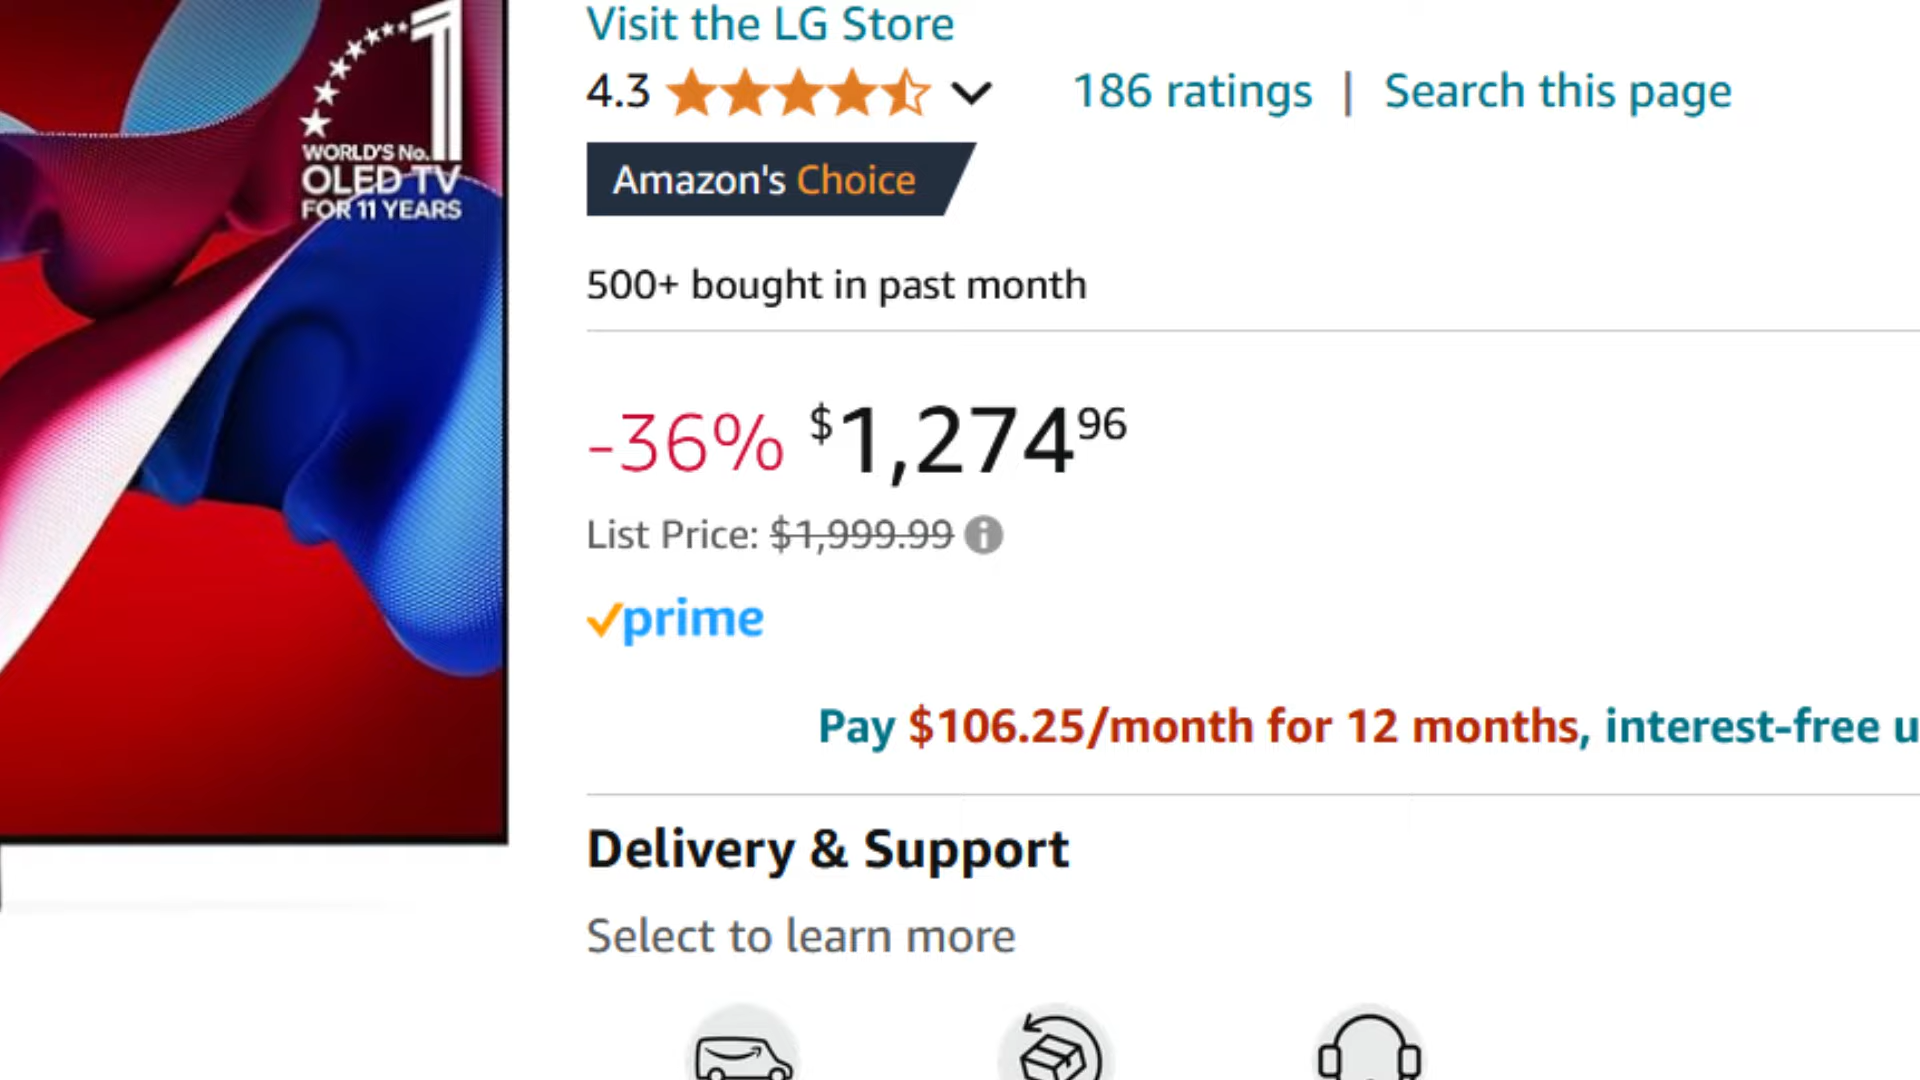 1
WORLD'S No.
OLED TV
FOR 11 YEARS
Visit the LG Store
4.3 186 ratings | Search this page
Amazon's Choice
500+ bought in past month
-36% $1,274.96
List Price: $1,999.99
prime
Pay $106.25/month for 12 months, interest-free u
Delivery & Support
Select to learn more